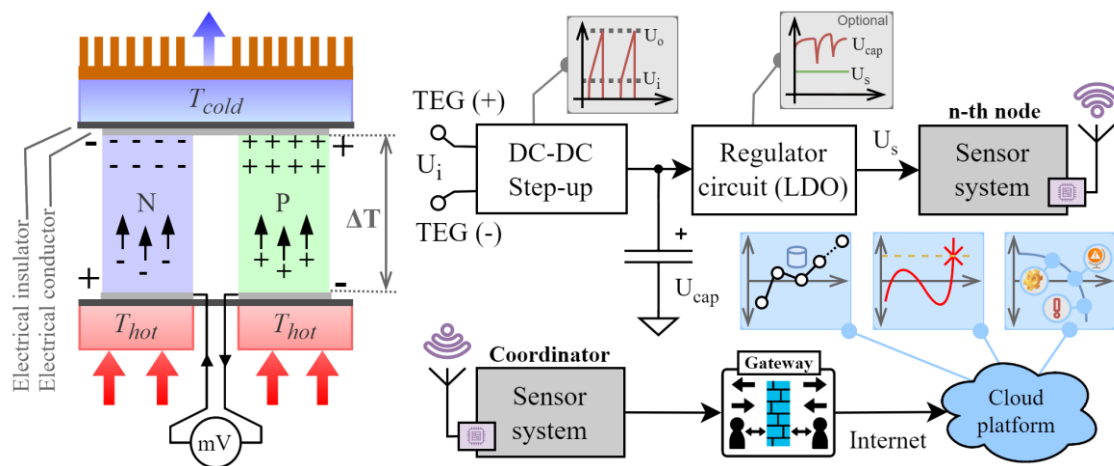 T_cold
- - - - -
- - - -
+ + + + +
+ + + +
N
P
ΔT
- - -
+ + +
+
-
T_hot
T_hot
Electrical insulator
Electrical conductor
mV
U_o
U_i
Optional
U_cap
U_s
TEG (+)
U_i
TEG (-)
DC-DC
Step-up
Regulator
circuit (LDO)
U_s
n-th node
Sensor
system
+
U_cap
Coordinator
Sensor
system
Gateway
Internet
Cloud
platform